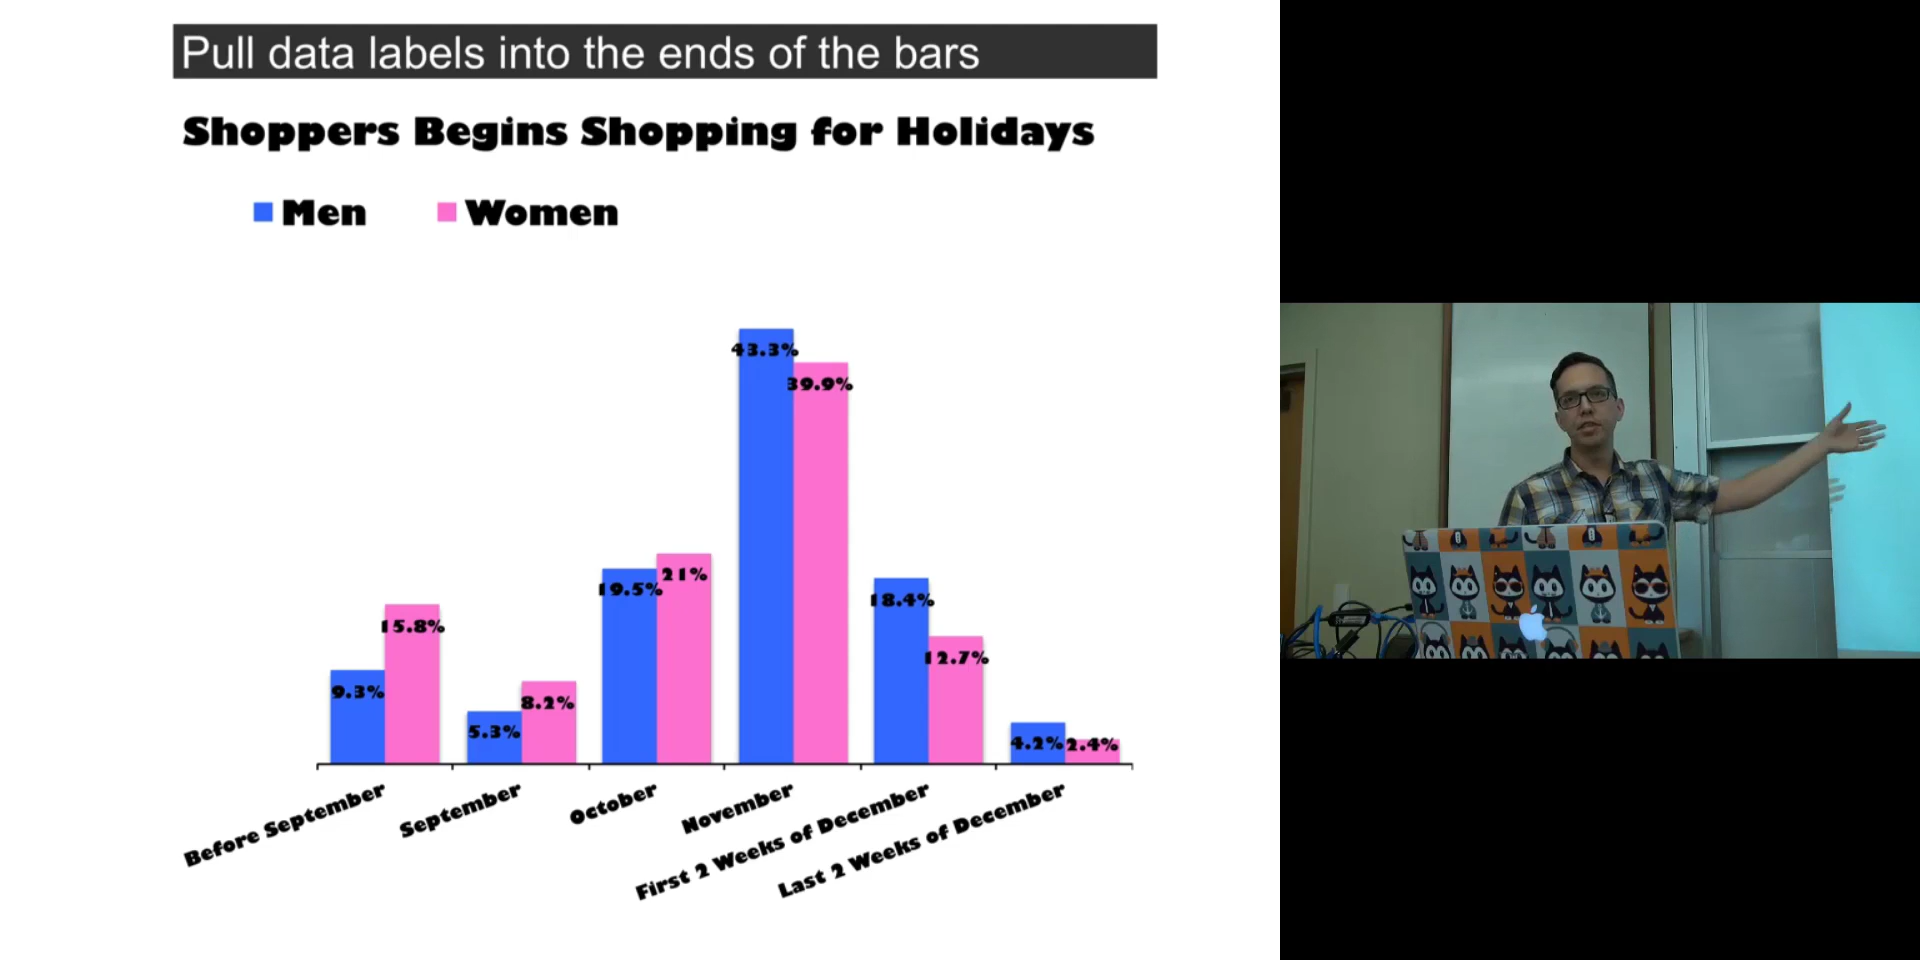 Pull data labels into the ends of the bars
Shoppers Begins Shopping for Holidays
Men Women
43.3%
39.9%
21%
19.5%
18.4%
15.8%
12.7%
9.3%
8.2%
5.3%
4.2% 2.4%
Before September
September
October
November
First 2 Weeks of December
Last 2 Weeks of December